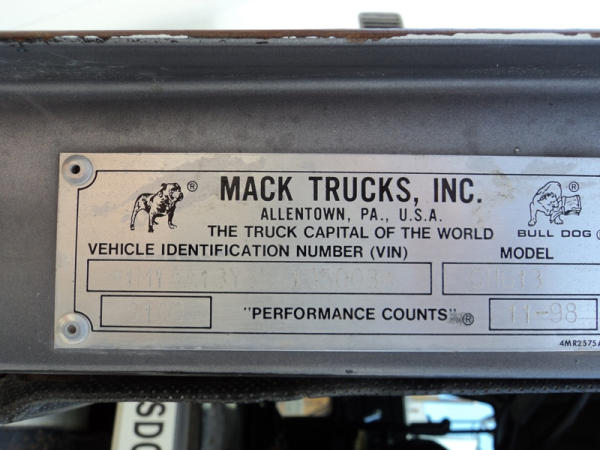 ® MACK TRUCKS, INC. ®
ALLENTOWN, PA., U.S.A.
THE TRUCK CAPITAL OF THE WORLD BULL DOG
VEHICLE IDENTIFICATION NUMBER (VIN) MODEL
"PERFORMANCE COUNTS" ® 11-98
4MR2575A